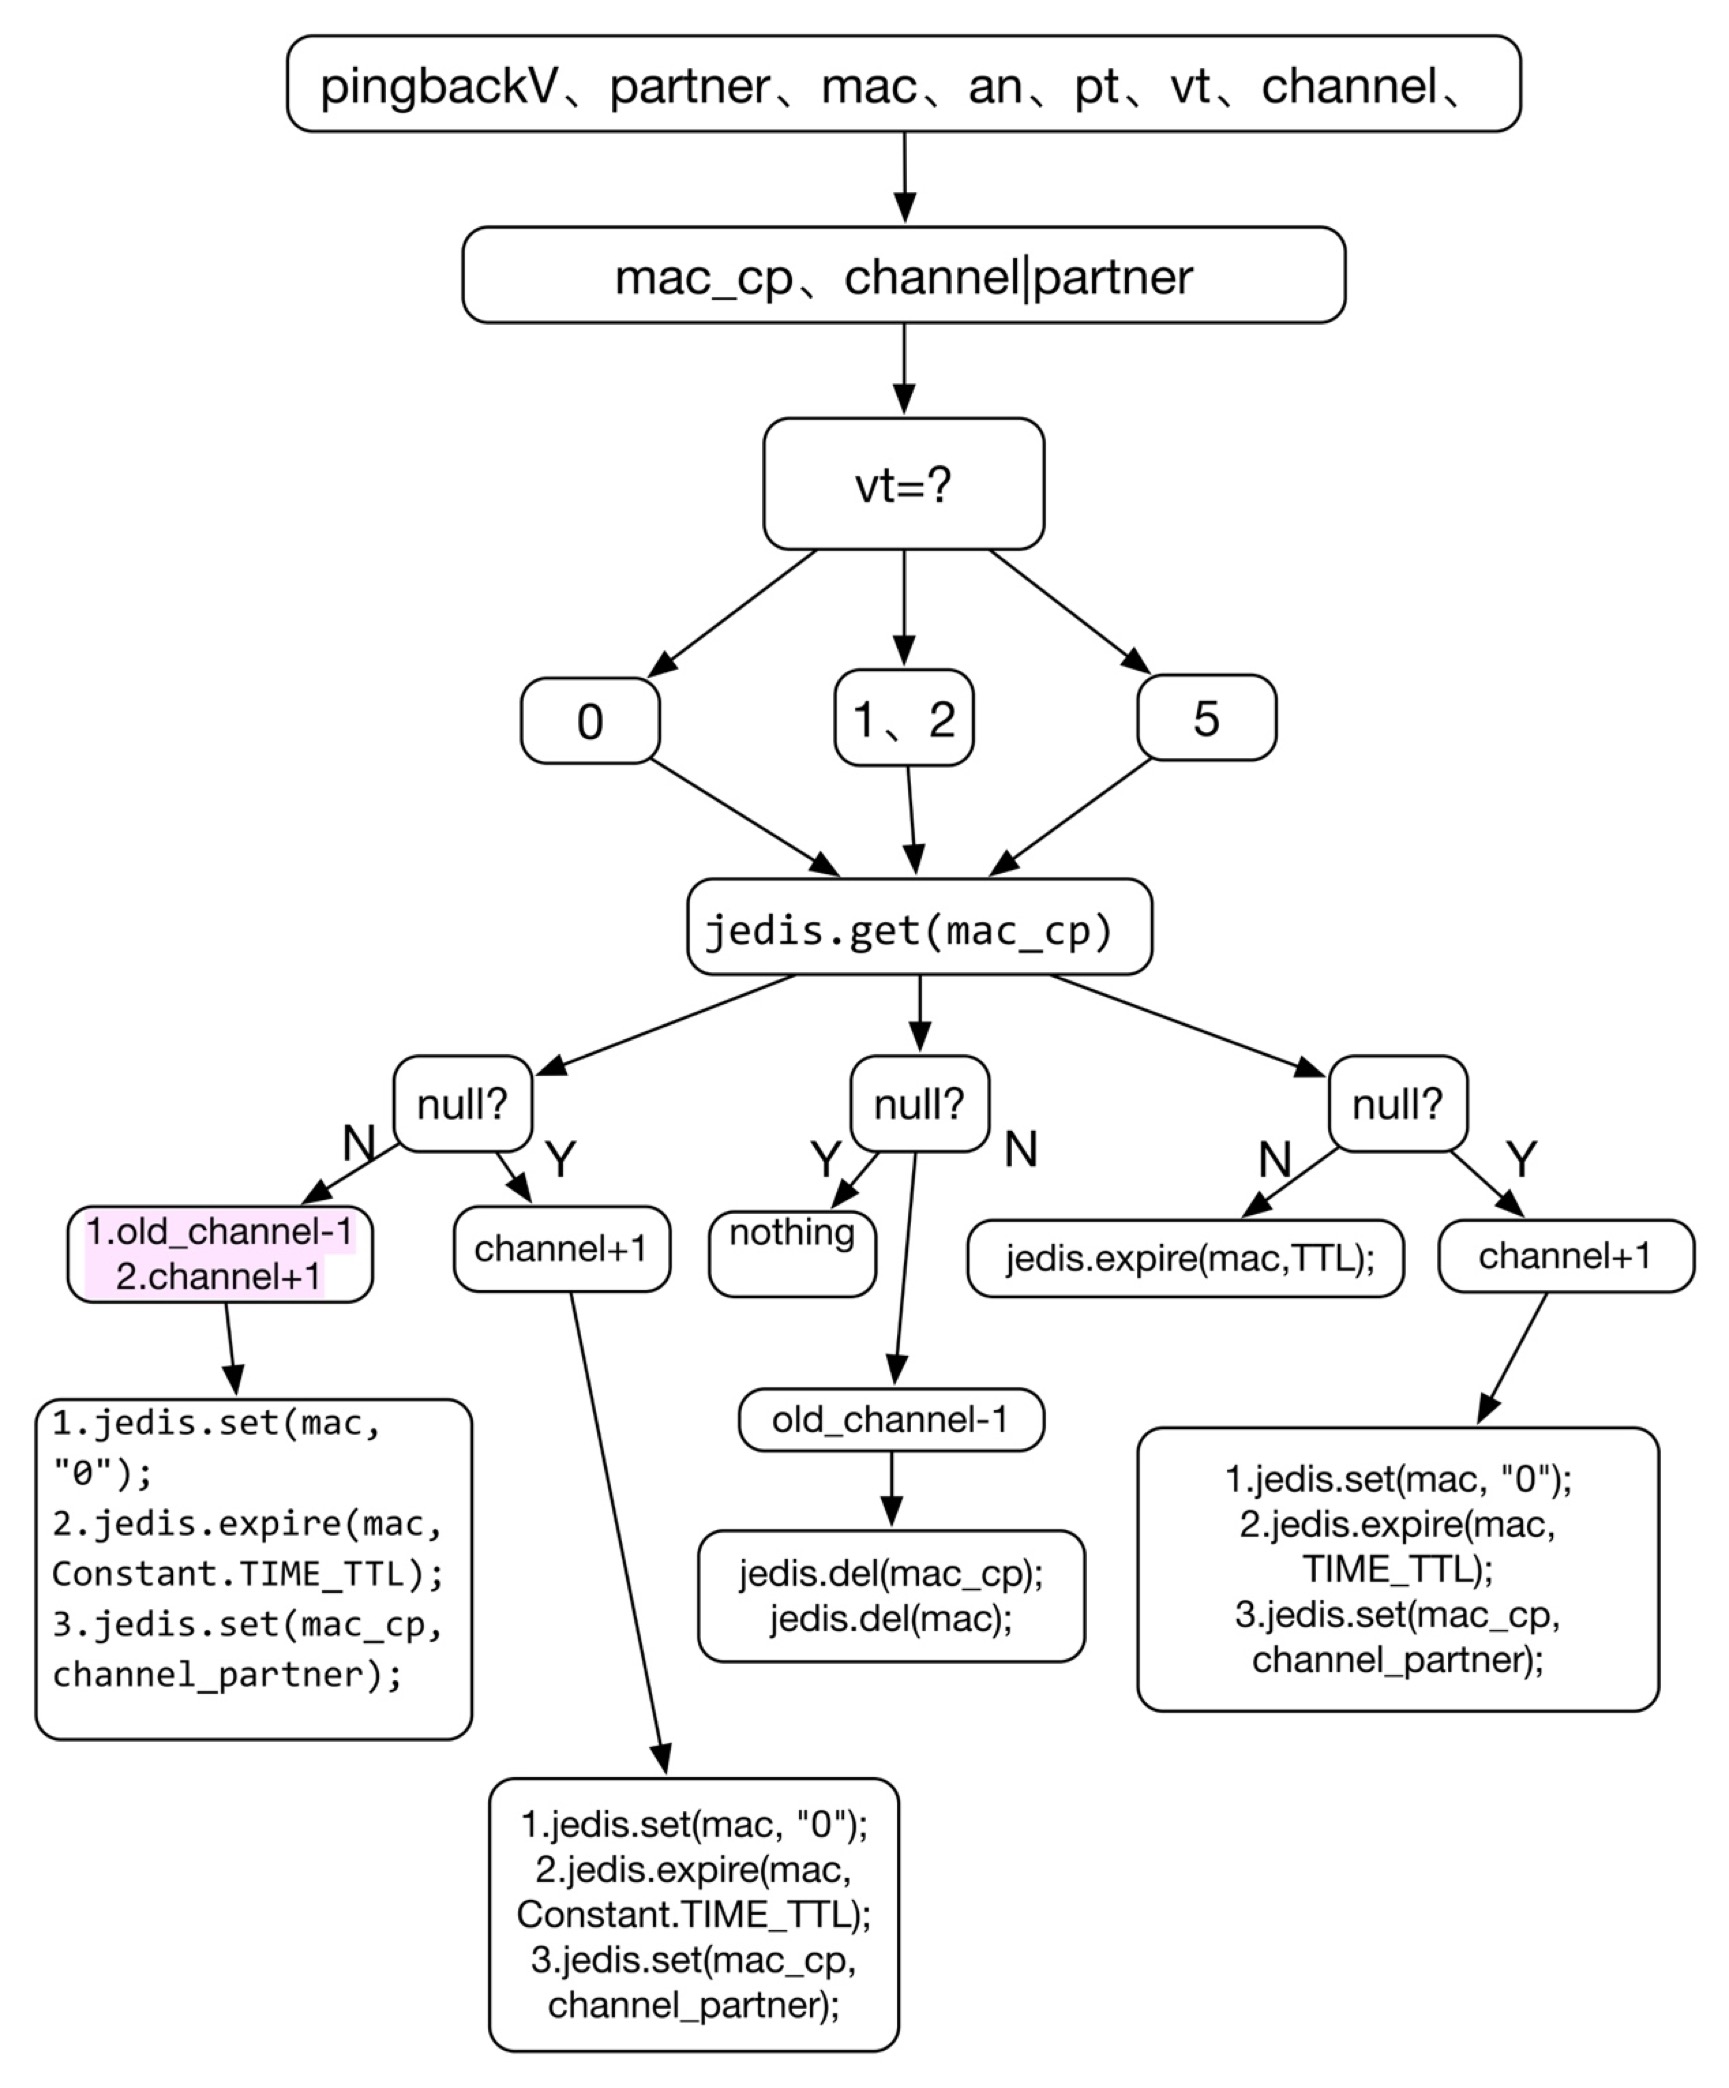 pingbackV、partner、mac、an、pt、vt、channel、
mac_cp、channel|partner
vt=?
0
1、2
5
jedis.get(mac_cp)
null?
null?
null?
N
Y
Y
N
N
Y
1.old_channel-1
2.channel+1
channel+1
nothing
jedis.expire(mac,TTL);
channel+1
1.jedis.set(mac,
"0");
2.jedis.expire(mac,
Constant.TIME_TTL);
3.jedis.set(mac_cp,
channel_partner);
old_channel-1
jedis.del(mac_cp);
jedis.del(mac);
1.jedis.set(mac, "0");
2.jedis.expire(mac,
TIME_TTL);
3.jedis.set(mac_cp,
channel_partner);
1.jedis.set(mac, "0");
2.jedis.expire(mac,
Constant.TIME_TTL);
3.jedis.set(mac_cp,
channel_partner);